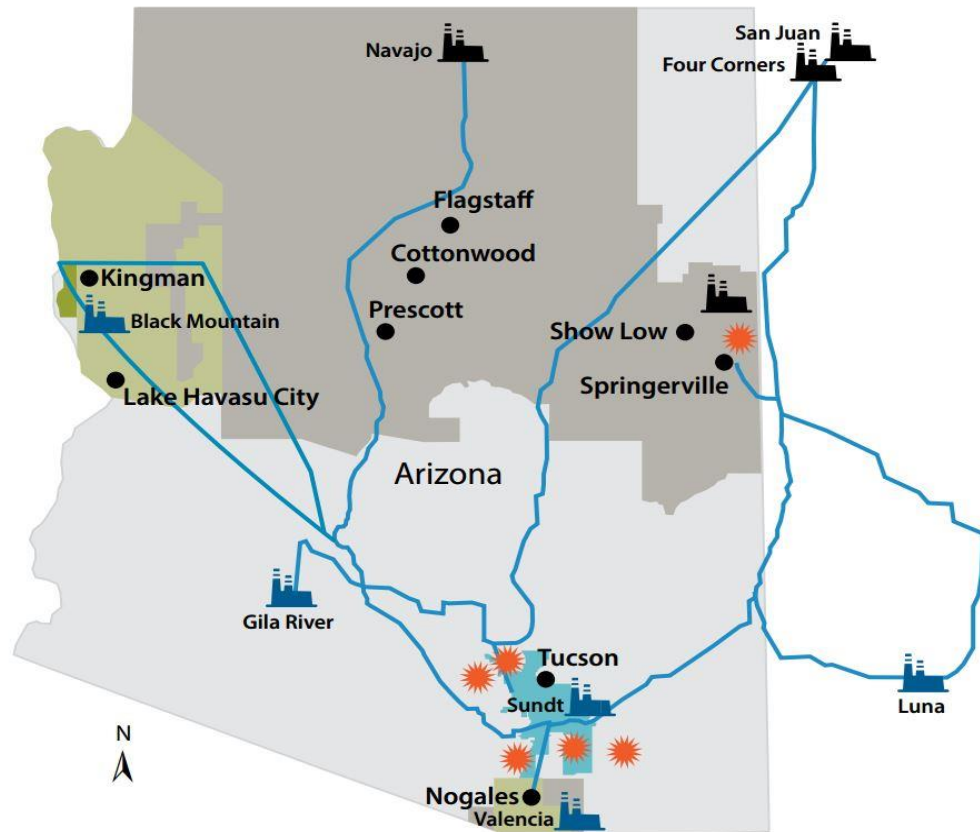 San Juan
Navajo
Four Corners
Flagstaff
Cottonwood
Kingman
Prescott
Black Mountain
Show Low
Springerville
Lake Havasu City
Arizona
Gila River
Tucson
Sundt
Luna
N
Nogales
Valencia